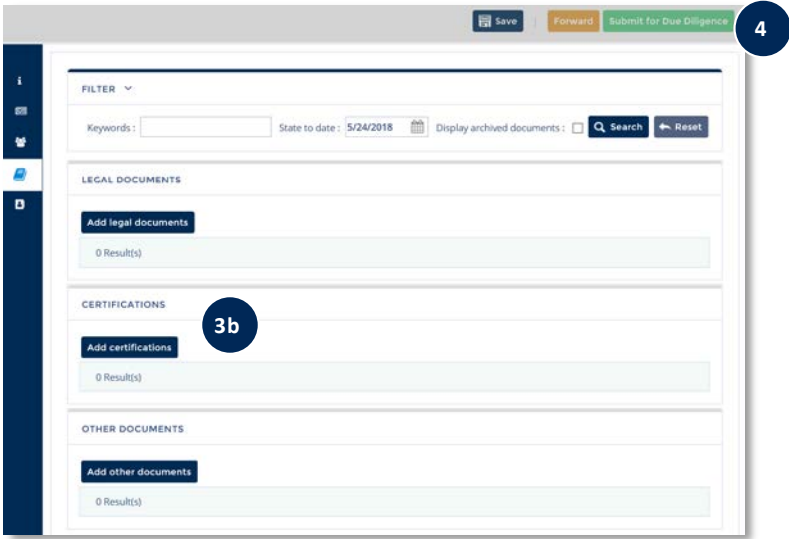 Save Forward Submit for Due Diligence 4
FILTER
Keywords : State to date : 5/24/2018 Display archived documents : Search Reset
LEGAL DOCUMENTS
Add legal documents
0 Result(s)
CERTIFICATIONS
3b
Add certifications
0 Result(s)
OTHER DOCUMENTS
Add other documents
0 Result(s)